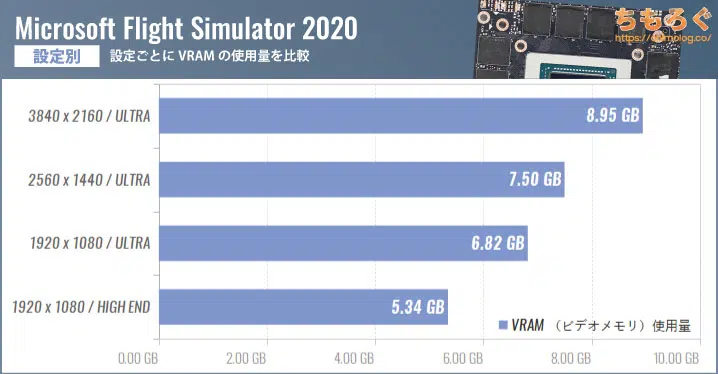 Microsoft Flight Simulator 2020
ちもろぐ
https://chimolog.co/
設定別 設定ごとに VRAM の使用量を比較
3840 x 2160 / ULTRA 8.95 GB
2560 x 1440 / ULTRA 7.50 GB
1920 x 1080 / ULTRA 6.82 GB
1920 x 1080 / HIGH END 5.34 GB
VRAM （ビデオメモリ）使用量
0.00 GB 2.00 GB 4.00 GB 6.00 GB 8.00 GB 10.00 GB